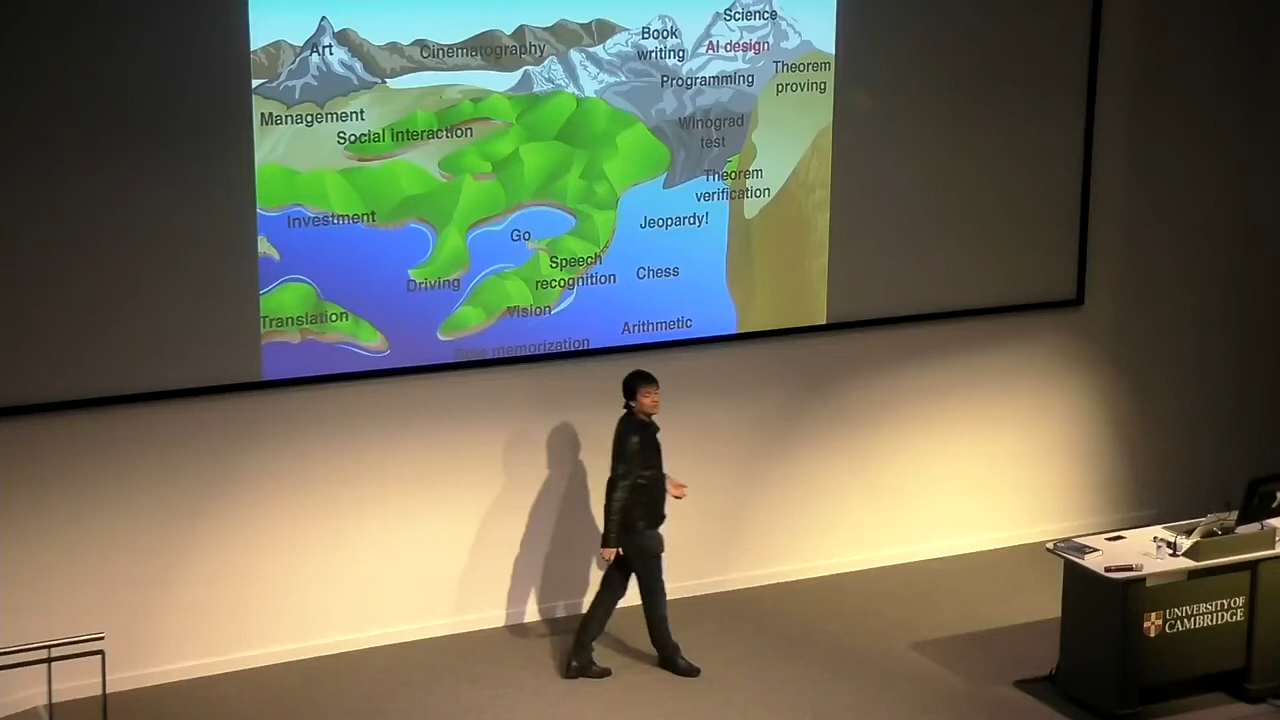 Science
Art
Cinematography
Book
writing
AI design
Programming
Theorem
proving
Management
Social interaction
Winograd
test
Theorem
verification
Investment
Jeopardy!
Go
Speech
recognition
Chess
Driving
Vision
Translation
Arithmetic
memorization
UNIVERSITY OF
CAMBRIDGE